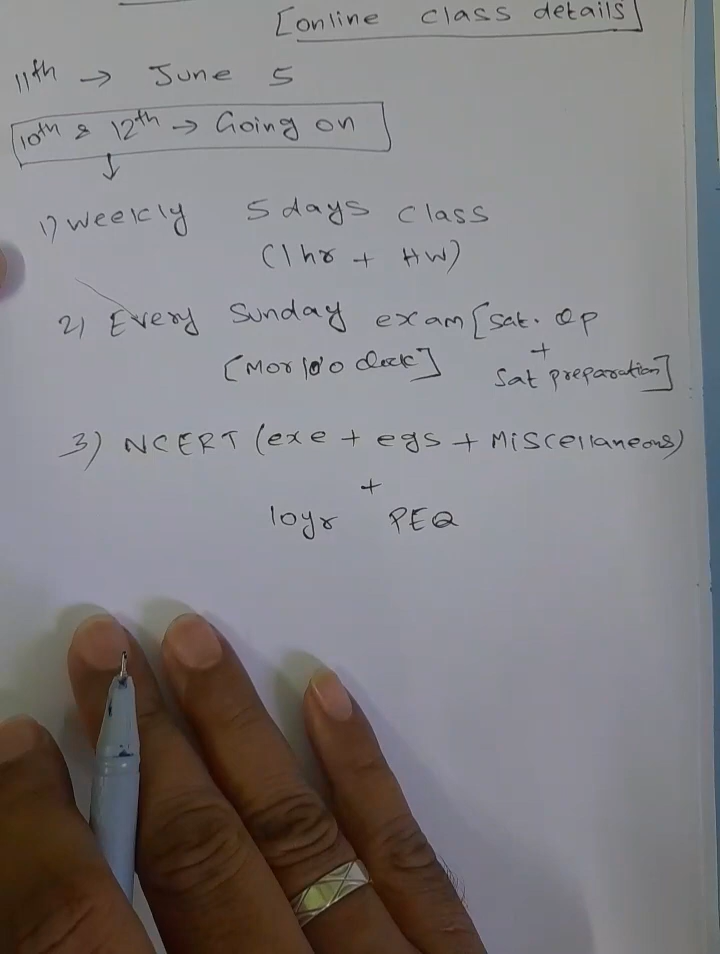 [online class details]
11th → June 5
10th & 12th → Going on
↓
1) weekly 5 days class
(1 hr + HW)
2) Every Sunday exam [sat. QP
+
[Mor 10'o clock] Sat preparation]
3) NCERT (exe + egs + Miscellaneous)
+
10yr PEQ